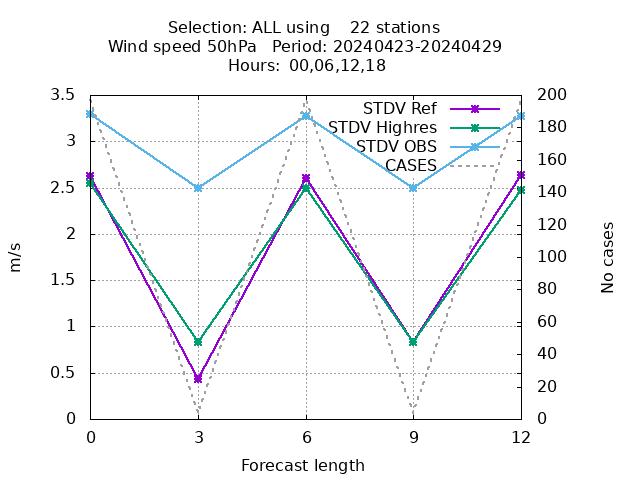 Selection: ALL using 22 stations
Wind speed 50hPa Period: 20240423-20240429
Hours: 00,06,12,18
3.5
3
2.5
2
1.5
1
0.5
0
200
180
160
140
120
100
80
60
40
20
0
STDV Ref
STDV Highres
STDV OBS
CASES
m/s
No cases
0 3 6 9 12
Forecast length